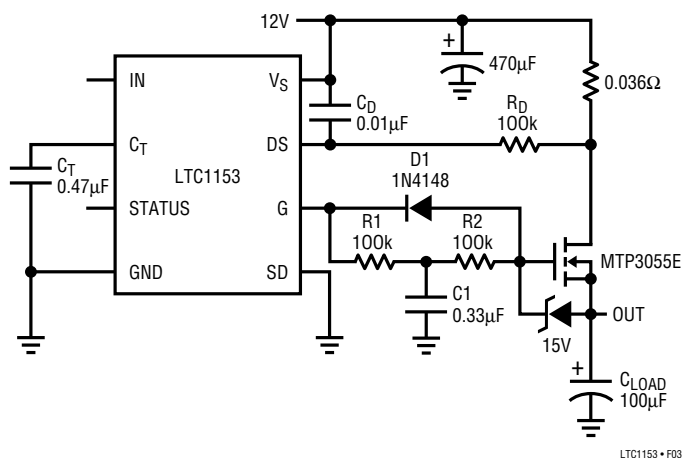 12V
+
470µF
0.036Ω
IN
VS
CD
0.01µF
RD
100k
CT
DS
CT
0.47µF
LTC1153
D1
1N4148
STATUS
G
R1
100k
R2
100k
MTP3055E
GND
SD
C1
0.33µF
OUT
15V
+
CLOAD
100µF
LTC1153 • F03